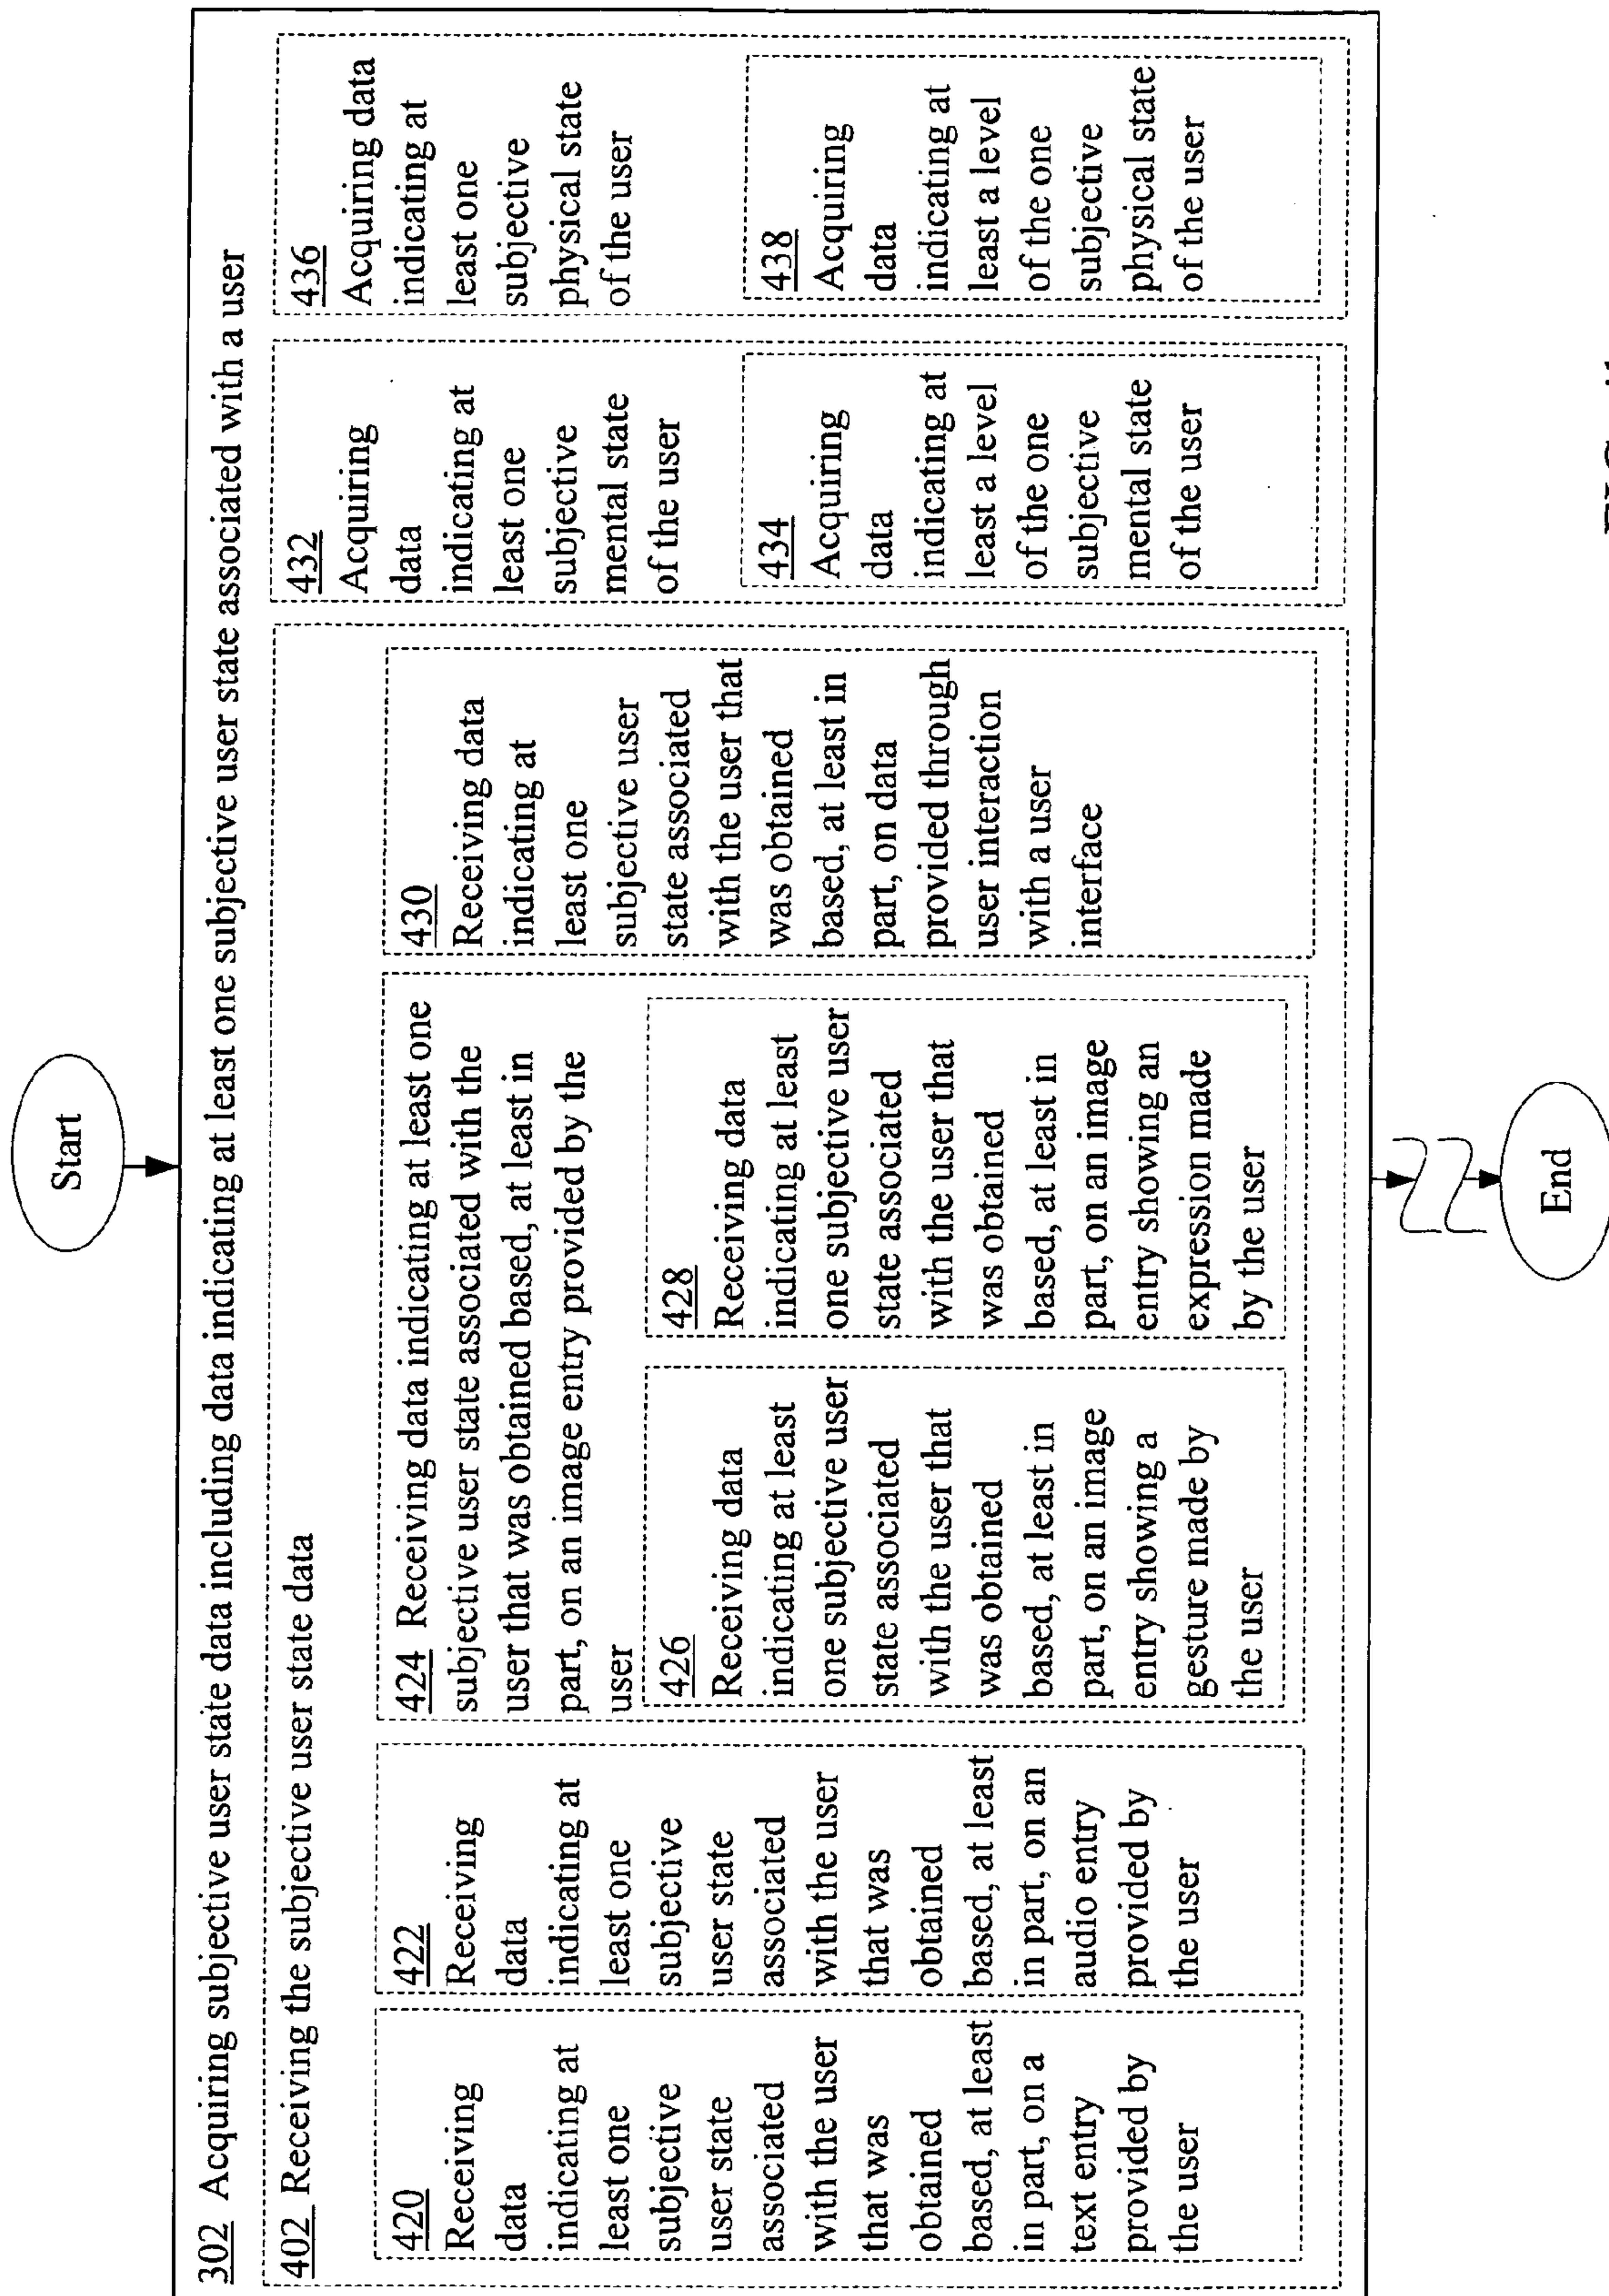 Start
302 Acquiring subjective user state data including data indicating at least one subjective user state associated with a user
402 Receiving the subjective user state data
420
Receiving
data
indicating at
least one
subjective
user state
associated
with the user
that was
obtained
based, at least
in part, on a
text entry
provided by
the user
422
Receiving
data
indicating at
least one
subjective
user state
associated
with the user
that was
obtained
based, at least
in part, on an
audio entry
provided by
the user
424 Receiving data indicating at least one
subjective user state associated with the
user that was obtained based, at least in
part, on an image entry provided by the
user
426
Receiving data
indicating at least
one subjective user
state associated
with the user that
was obtained
based, at least in
part, on an image
entry showing a
gesture made by
the user
428
Receiving data
indicating at least
one subjective user
state associated
with the user that
was obtained
based, at least in
part, on an image
entry showing an
expression made
by the user
430
Receiving data
indicating at
least one
subjective user
state associated
with the user that
was obtained
based, at least in
part, on data
provided through
user interaction
with a user
interface
432
Acquiring
data
indicating at
least one
subjective
mental state
of the user
434
Acquiring
data
indicating at
least a level
of the one
subjective
mental state
of the user
436
Acquiring data
indicating at
least one
subjective
physical state
of the user
438
Acquiring
data
indicating at
least a level
of the one
subjective
physical state
of the user
End